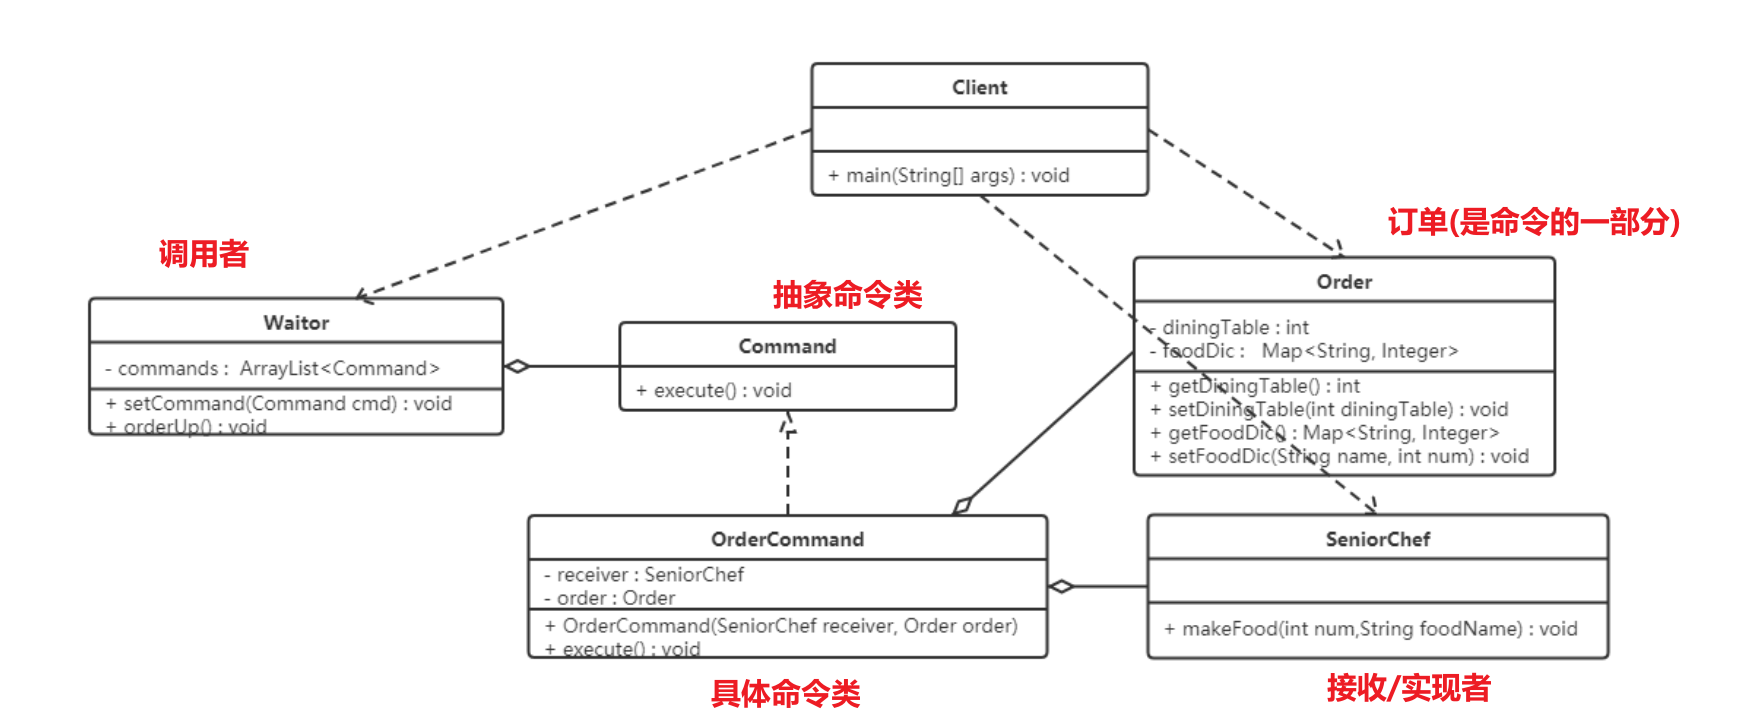 Client
+ main(String[] args) : void
订单(是命令的一部分)
调用者
Waitor
- commands : ArrayList<Command>
+ setCommand(Command cmd) : void
+ orderUp() : void
抽象命令类
Command
+ execute() : void
Order
- diningTable : int
- foodDic : Map<String, Integer>
+ getDiningTable() : int
+ setDiningTable(int diningTable) : void
+ getFoodDic() : Map<String, Integer>
+ setFoodDic(String name, int num) : void
OrderCommand
- receiver : SeniorChef
- order : Order
+ OrderCommand(SeniorChef receiver, Order order)
+ execute() : void
具体命令类
SeniorChef
+ makeFood(int num,String foodName) : void
接收/实现者